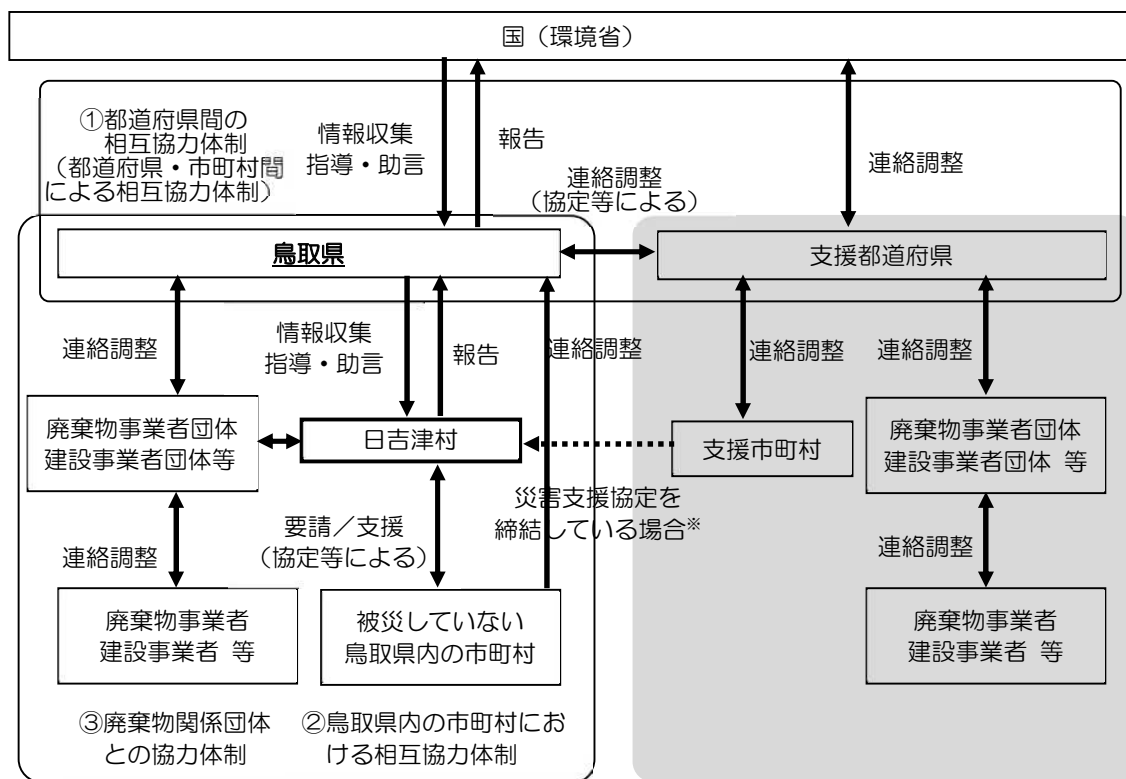 国（環境省）
①都道府県間の
相互協力体制
（都道府県・市町村間
による相互協力体制）
情報収集
指導・助言
報告
連絡調整
（協定等による）
連絡調整
鳥取県
支援都道府県
連絡調整
情報収集
指導・助言
報告
連絡調整
連絡調整
連絡調整
廃棄物事業者団体
建設事業者団体等
日吉津村
支援市町村
廃棄物事業者団体
建設事業者団体 等
連絡調整
要請／支援
（協定等による）
災害支援協定を
締結している場合※
連絡調整
廃棄物事業者
建設事業者 等
被災していない
鳥取県内の市町村
廃棄物事業者
建設事業者 等
③廃棄物関係団体
との協力体制
②鳥取県内の市町村にお
ける相互協力体制